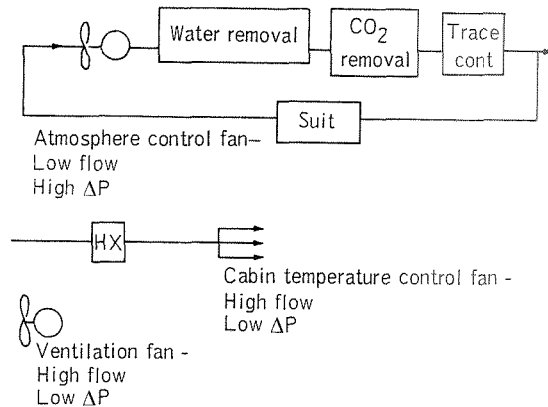 Water removal
CO₂
removal
Trace
cont
Suit
Atmosphere control fan–
Low flow
High ΔP
HX
Cabin temperature control fan -
High flow
Low ΔP
Ventilation fan -
High flow
Low ΔP